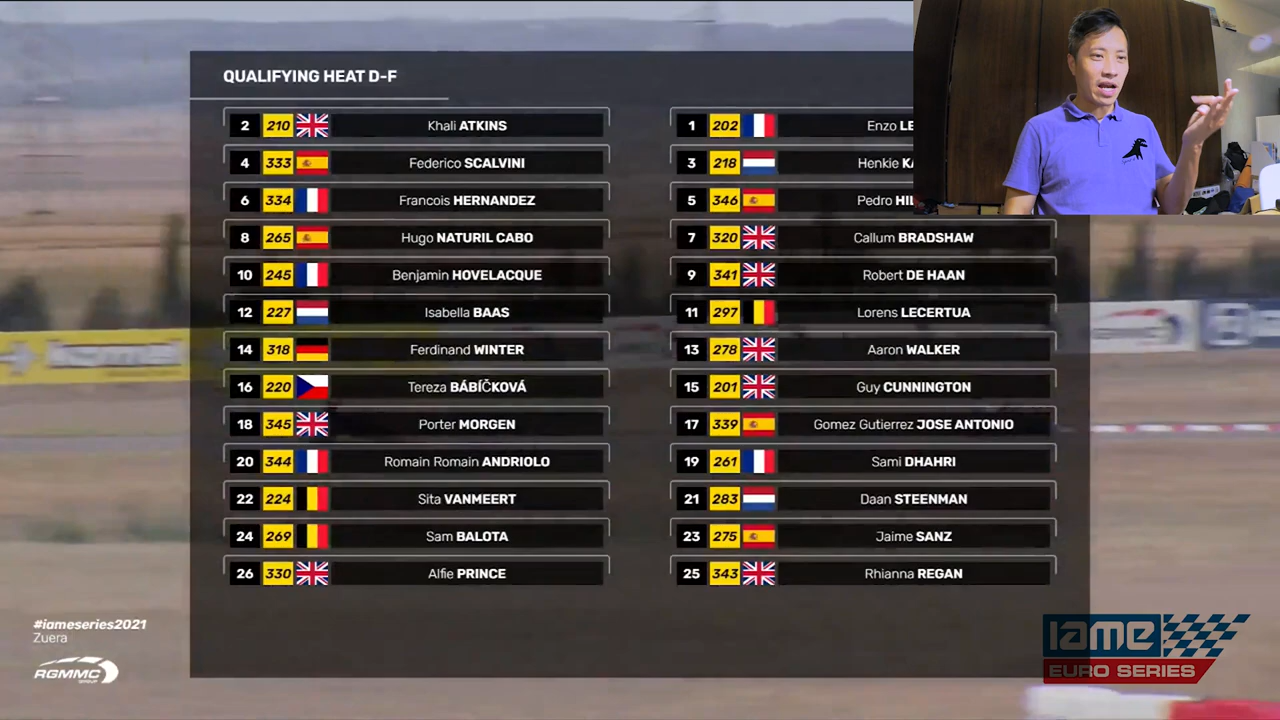 QUALIFYING HEAT D-F
2 210 Khali ATKINS
1 202 Enzo
4 333 Federico SCALVINI
3 218 Henkie
6 334 Francois HERNANDEZ
5 346 Pedro
8 265 Hugo NATURIL CABO
7 320 Callum BRADSHAW
10 245 Benjamin HOVELACQUE
9 341 Robert DE HAAN
12 227 Isabella BAAS
11 297 Lorens LECERTUA
14 318 Ferdinand WINTER
13 278 Aaron WALKER
16 220 Tereza BÁBÍČKOVÁ
15 201 Guy CUNNINGTON
18 345 Porter MORGEN
17 339 Gomez Gutierrez JOSE ANTONIO
20 344 Romain Romain ANDRIOLO
19 261 Sami DHAHRI
22 224 Sita VANMEERT
21 283 Daan STEENMAN
24 269 Sam BALOTA
23 275 Jaime SANZ
26 330 Alfie PRINCE
25 343 Rhianna REGAN
#iameseries2021
Zuera
RGMMC
GROUP
IAME
EURO SERIES